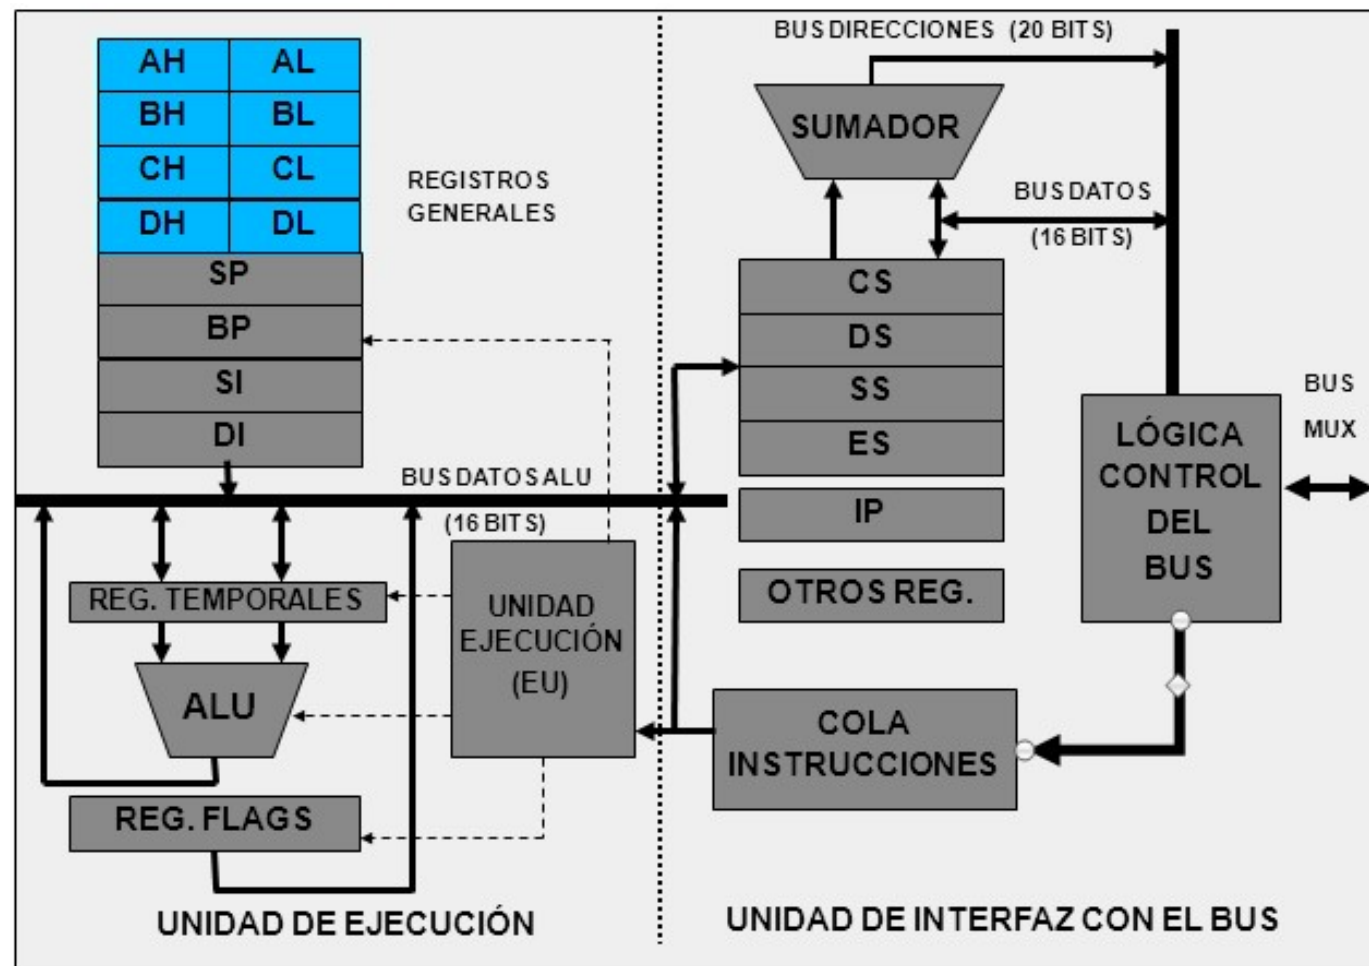 AH AL
BH BL
CH CL
DH DL
SP
BP
SI
DI
REGISTROS
GENERALES
BUS DATOS ALU
(16 BITS)
REG. TEMPORALES
ALU
REG. FLAGS
UNIDAD
EJECUCIÓN
(EU)
UNIDAD DE EJECUCIÓN
BUS DIRECCIONES (20 BITS)
SUMADOR
BUS DATOS
(16 BITS)
CS
DS
SS
ES
IP
OTROS REG.
LÓGICA
CONTROL
DEL
BUS
BUS
MUX
COLA
INSTRUCCIONES
UNIDAD DE INTERFAZ CON EL BUS